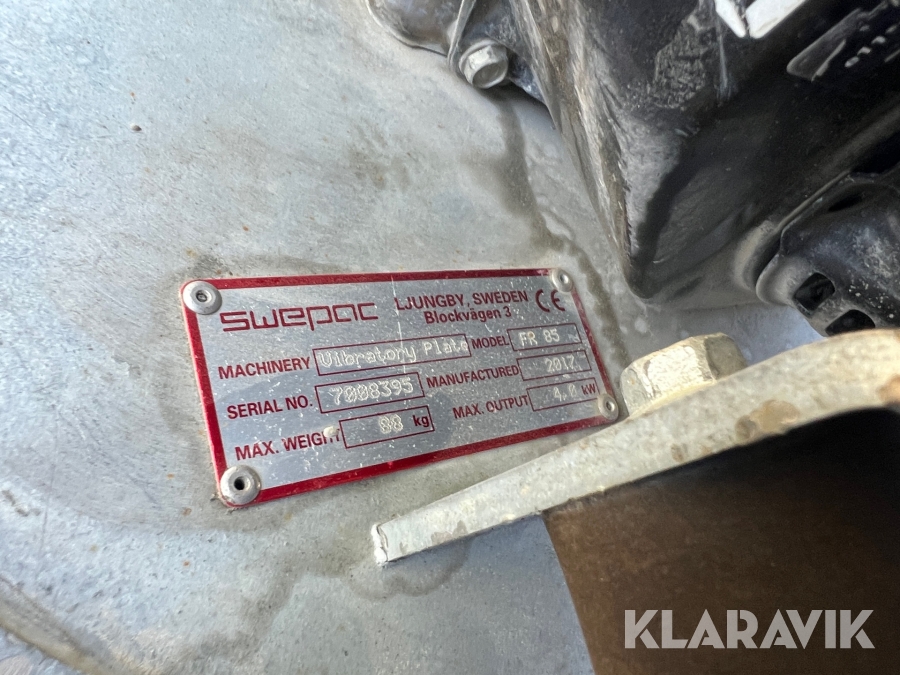 swepac LJUNGBY, SWEDEN CE
Blockvägen 3
MACHINERY Vibratory Plate MODEL FR 85
SERIAL NO. 7008395 MANUFACTURED 2017
MAX. WEIGHT 88 kg MAX. OUTPUT 4.0 kW
KLARAVIK